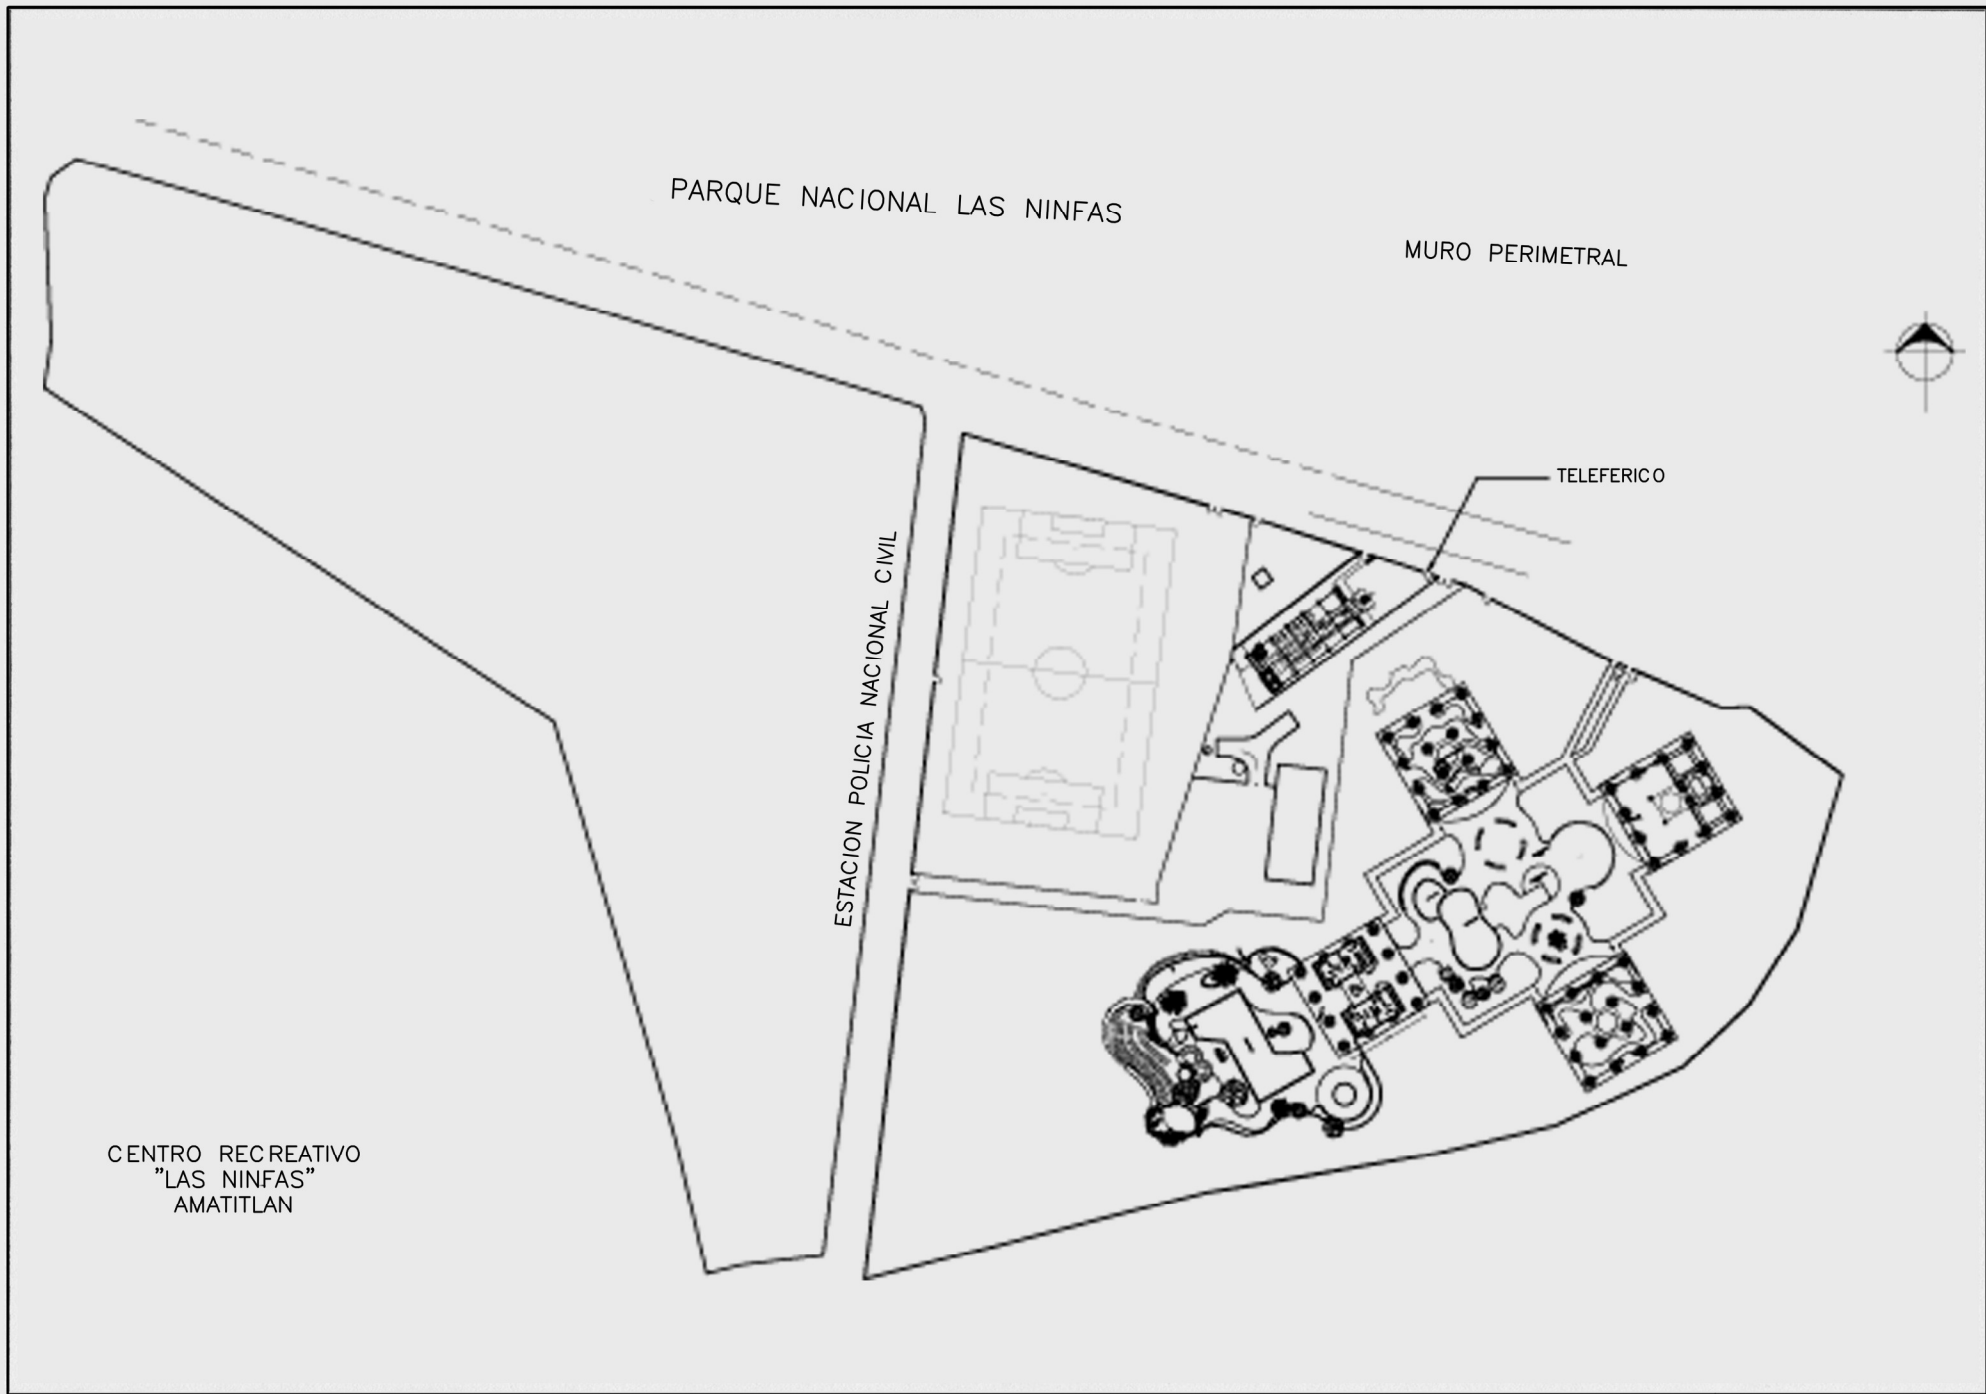 PARQUE NACIONAL LAS NINFAS
MURO PERIMETRAL
TELEFERICO
ESTACION POLICIA NACIONAL CIVIL
CENTRO RECREATIVO
"LAS NINFAS"
AMATITLAN